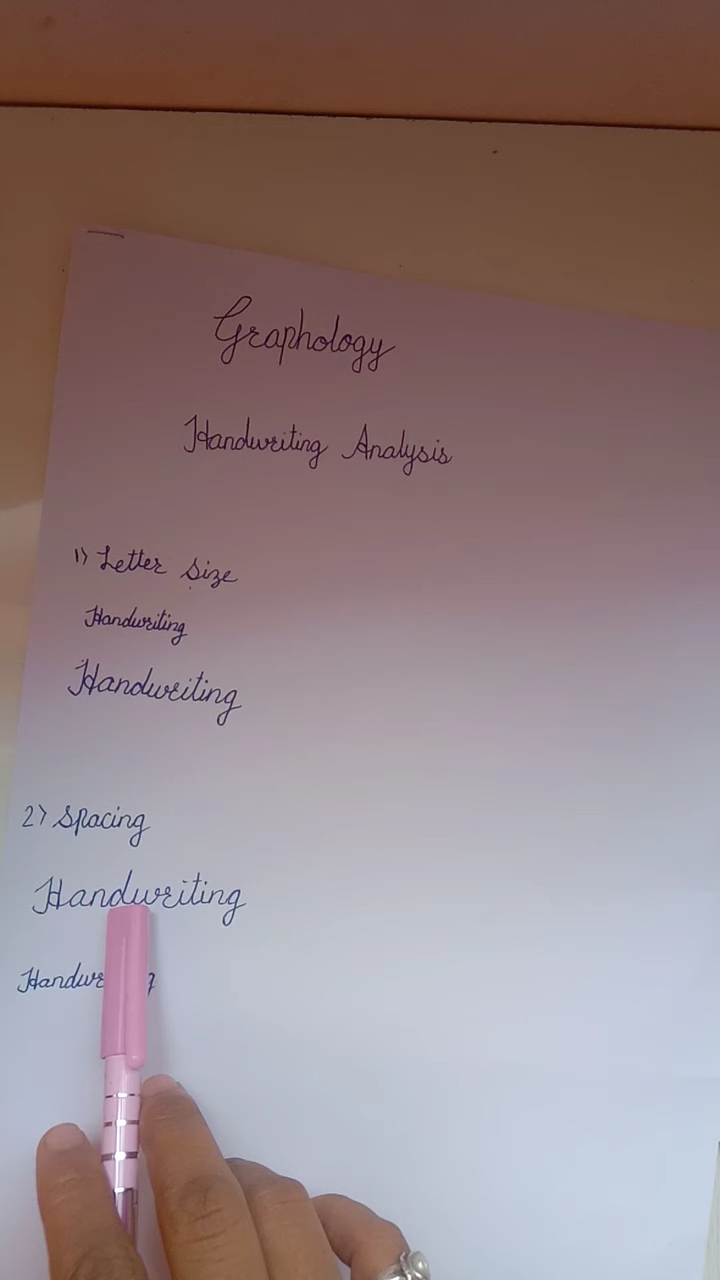 Graphology
Handwriting Analysis
1) Letter size
Handwriting
Handwriting
2) Spacing
Handwriting